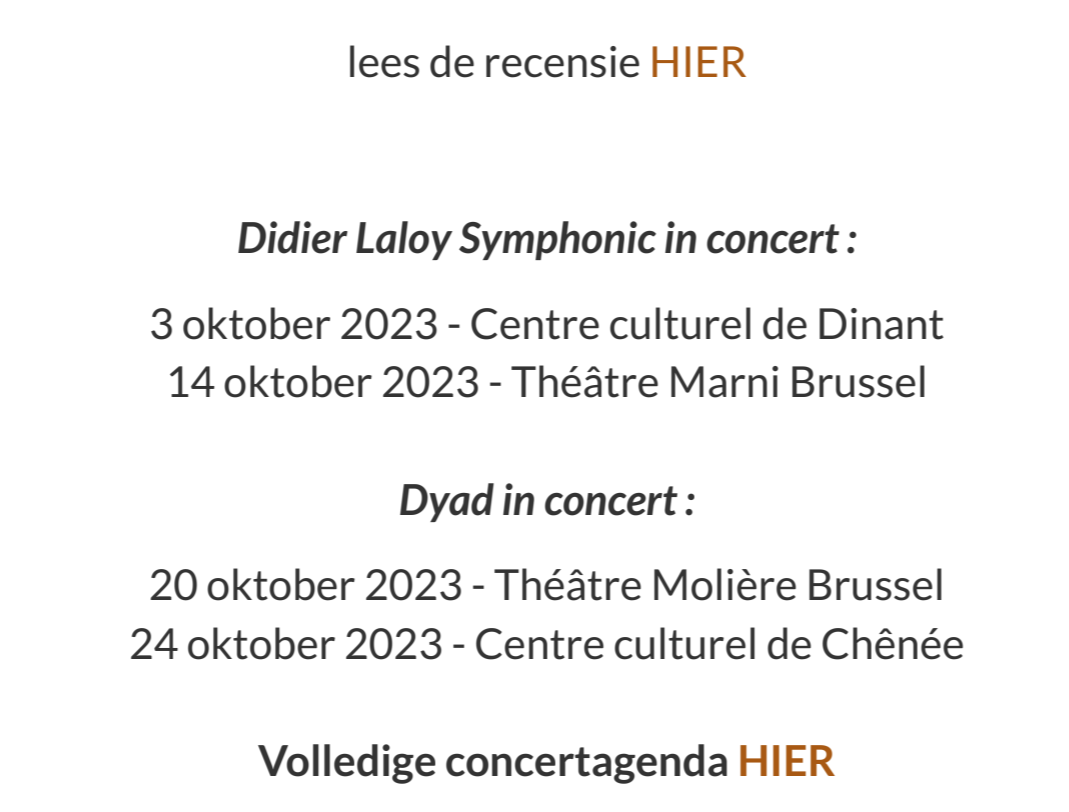 lees de recensie HIER
Didier Laloy Symphonic in concert :
3 oktober 2023 - Centre culturel de Dinant
14 oktober 2023 - Théâtre Marni Brussel
Dyad in concert :
20 oktober 2023 - Théâtre Molière Brussel
24 oktober 2023 - Centre culturel de Chênée
Volledige concertagenda HIER